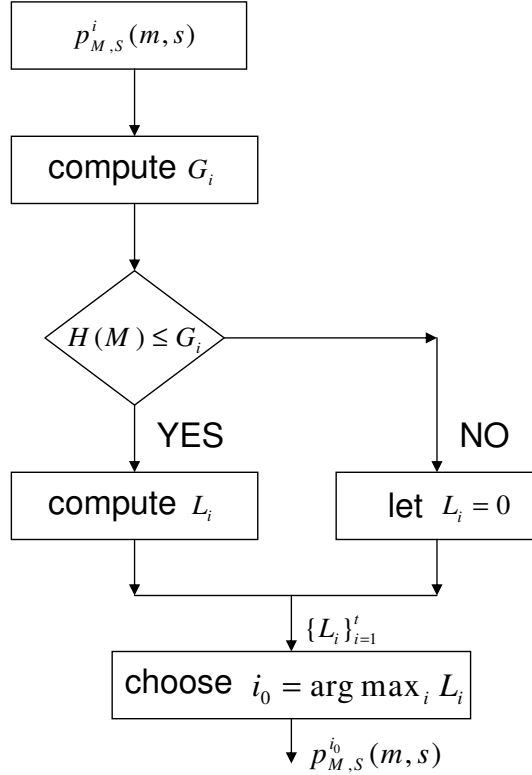 p^i_{M,S}(m,s)
compute G_i
H(M) ≤ G_i
YES
NO
compute L_i
let L_i = 0
{L_i}^t_{i=1}
choose i_0 = arg max_i L_i
p^{i_0}_{M,S}(m,s)